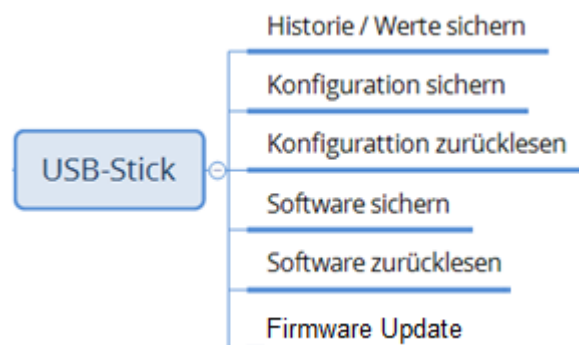 Historie / Werte sichern
Konfiguration sichern
Konfigurattion zurücklesen
USB-Stick
Software sichern
Software zurücklesen
Firmware Update